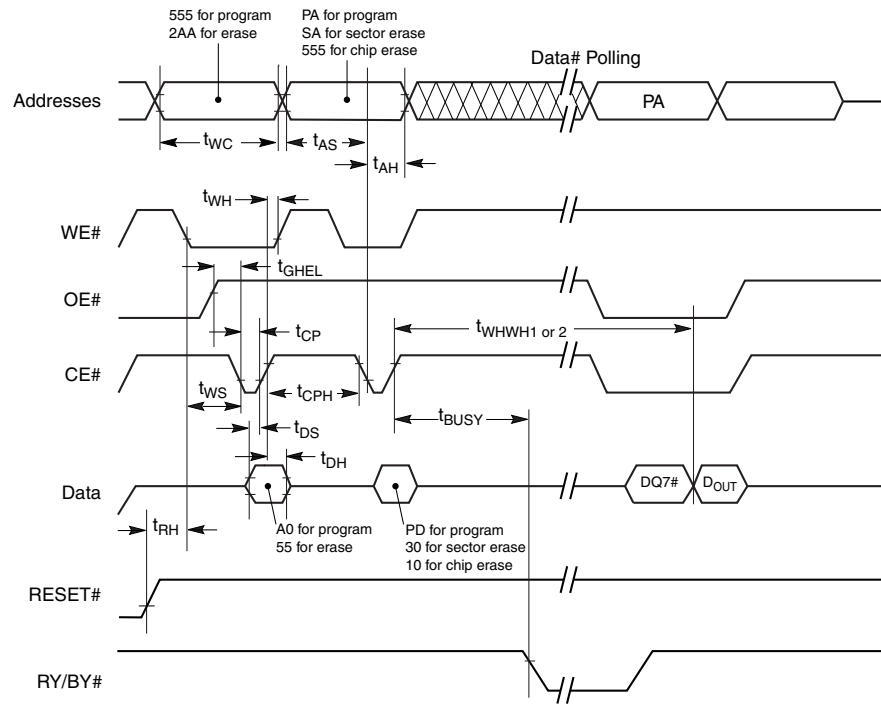 555 for program
2AA for erase
PA for program
SA for sector erase
555 for chip erase
Data# Polling
Addresses
PA
tWC
tAS
tAH
tWH
WE#
tGHEL
OE#
tCP
tWHWH1 or 2
CE#
tWS
tCPH
tBUSY
tDS
tDH
Data
DQ7#
DOUT
tRH
A0 for program
55 for erase
PD for program
30 for sector erase
10 for chip erase
RESET#
RY/BY#